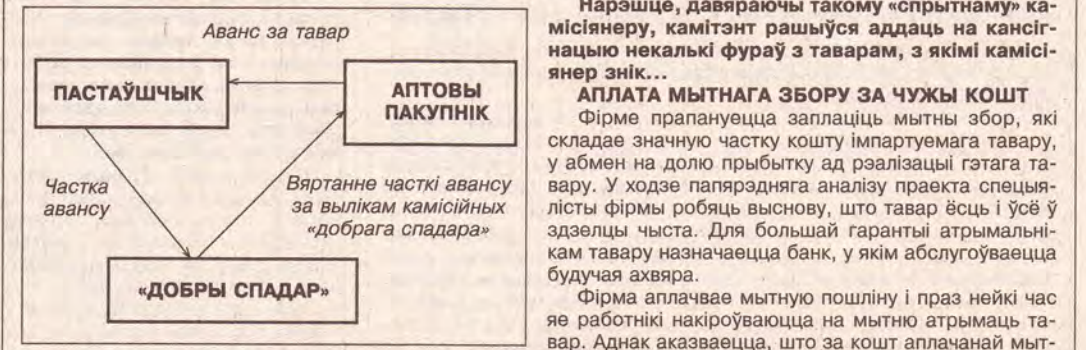 Аванс за тавар
ПАСТАЎШЧЫК
АПТОВЫ
ПАКУПНІК
Частка
авансу
Вяртанне часткі авансу
за вылікам камісійных
«добрага спадара»
«ДОБРЫ СПАДАР»
Нарэшце, давяраючы такому «спрытнаму» ка-
місіянеру, камітэнт рашыўся аддаць на кансіг-
нацыю некалькі фураў з таварам, з якімі камісі-
янер знік...
АПЛАТА МЫТНАГА ЗБОРУ ЗА ЧУЖЫ КОШТ
Фірме прапануецца заплаціць мытны збор, які
складае значную частку кошту імпартуемага тавару,
у абмен на долю прыбытку ад рэалізацыі гэтага та-
вару. У ходзе папярэдняга аналізу праекта спецыя-
лісты фірмы робяць выснову, што тавар ёсць і ўсё ў
здзелцы чыста. Для большай гарантыі атрымальні-
кам тавару назначаецца банк, у якім абслугоўваецца
будучая ахвяра.
Фірма аплачвае мытную пошліну і праз нейкі час
яе работнікі накіроўваюцца на мытню атрымаць та-
вар. Аднак аказваецца, што за кошт аплачанай мыт-